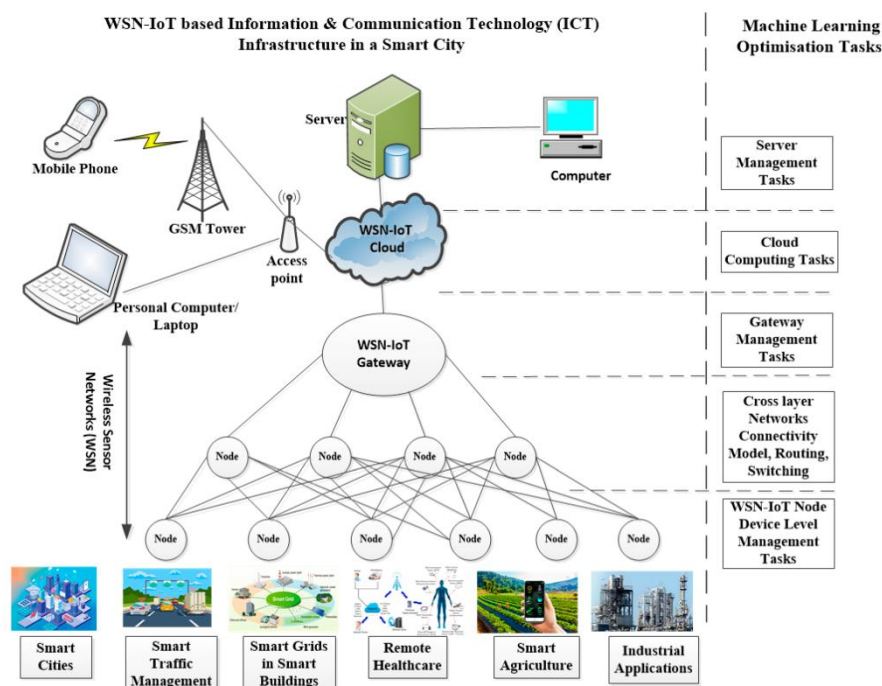 WSN-IoT based Information & Communication Technology (ICT)
Infrastructure in a Smart City
Machine Learning
Optimisation Tasks
Server
Mobile Phone
GSM Tower
Computer
Server
Management
Tasks
WSN-IoT
Cloud
Access
point
Cloud
Computing Tasks
Personal Computer/
Laptop
WSN-IoT
Gateway
Gateway
Management
Tasks
Wireless Sensor
Networks (WSN)
Cross layer
Networks
Connectivity
Model, Routing,
Switching
Node
Node
Node
Node
WSN-IoT Node
Device Level
Management
Tasks
Node
Node
Node
Node
Node
Node
Smart Grid
Smart
Cities
Smart
Traffic
Management
Smart Grids
in Smart
Buildings
Remote
Healthcare
Smart
Agriculture
Industrial
Applications